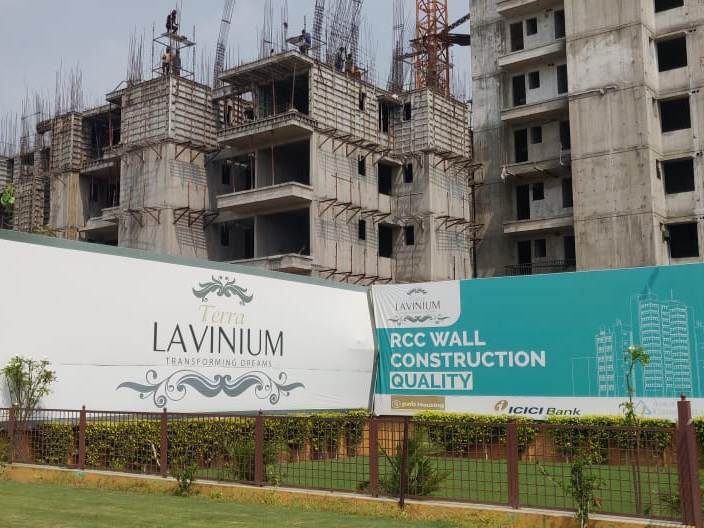 Terra
LAVINIUM
TRANSFORMING DREAMS
LAVINIUM
RCC WALL
CONSTRUCTION
QUALITY
Housing
ICICI Bank